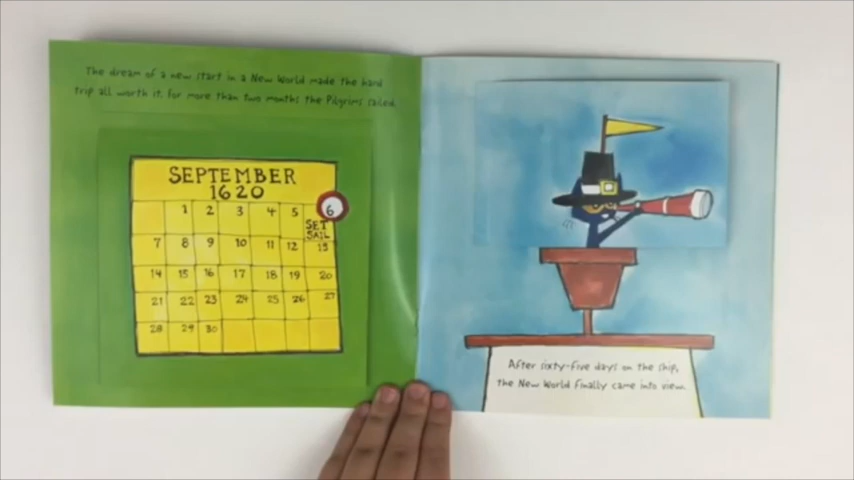 The dream of a new start in a New World made the hard
trip all worth it. For more than two months the Pilgrims sailed.
SEPTEMBER
1620
1 2 3 4 5 6
SET
SAIL
7 8 9 10 11 12 13
14 15 16 17 18 19 20
21 22 23 24 25 26 27
28 29 30
After sixty-five days on the ship,
the New World finally came into view.